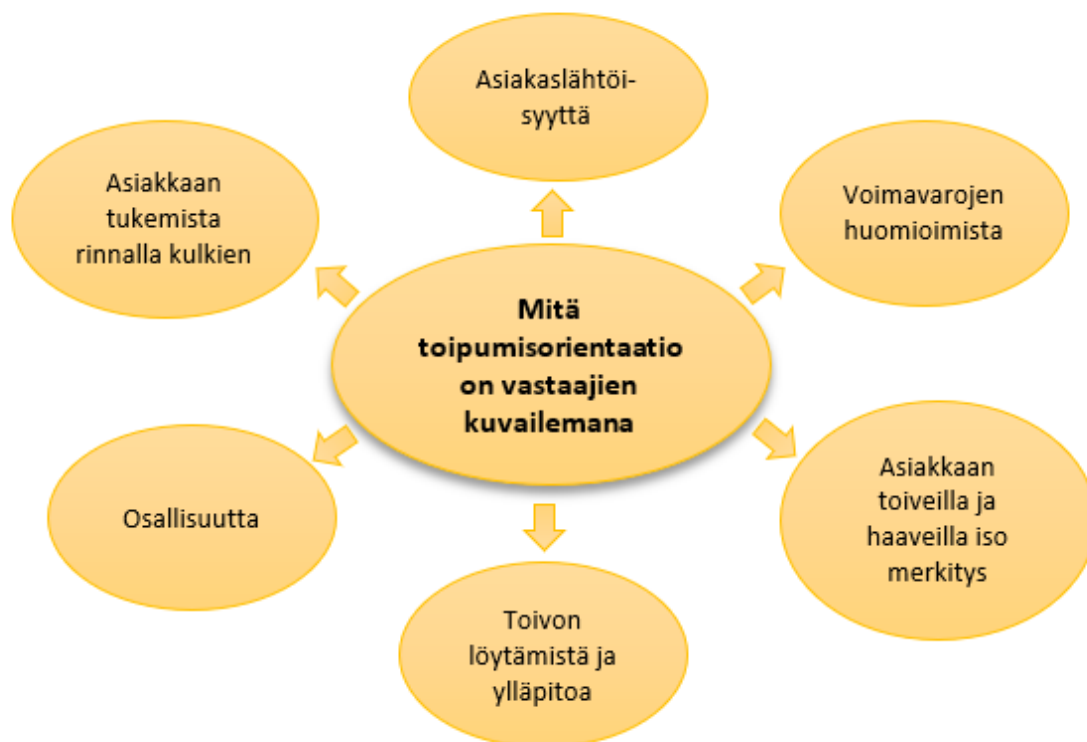 Asiakaslähtöi-
syyttä
Asiakkaan
tukemista
rinnalla kulkien
Voimavarojen
huomioimista
Mitä
toipumisorientaatio
on vastaajien
kuvailemana
Osallisuutta
Asiakkaan
toiveilla ja
haaveilla iso
merkitys
Toivon
löytämistä ja
ylläpitoa